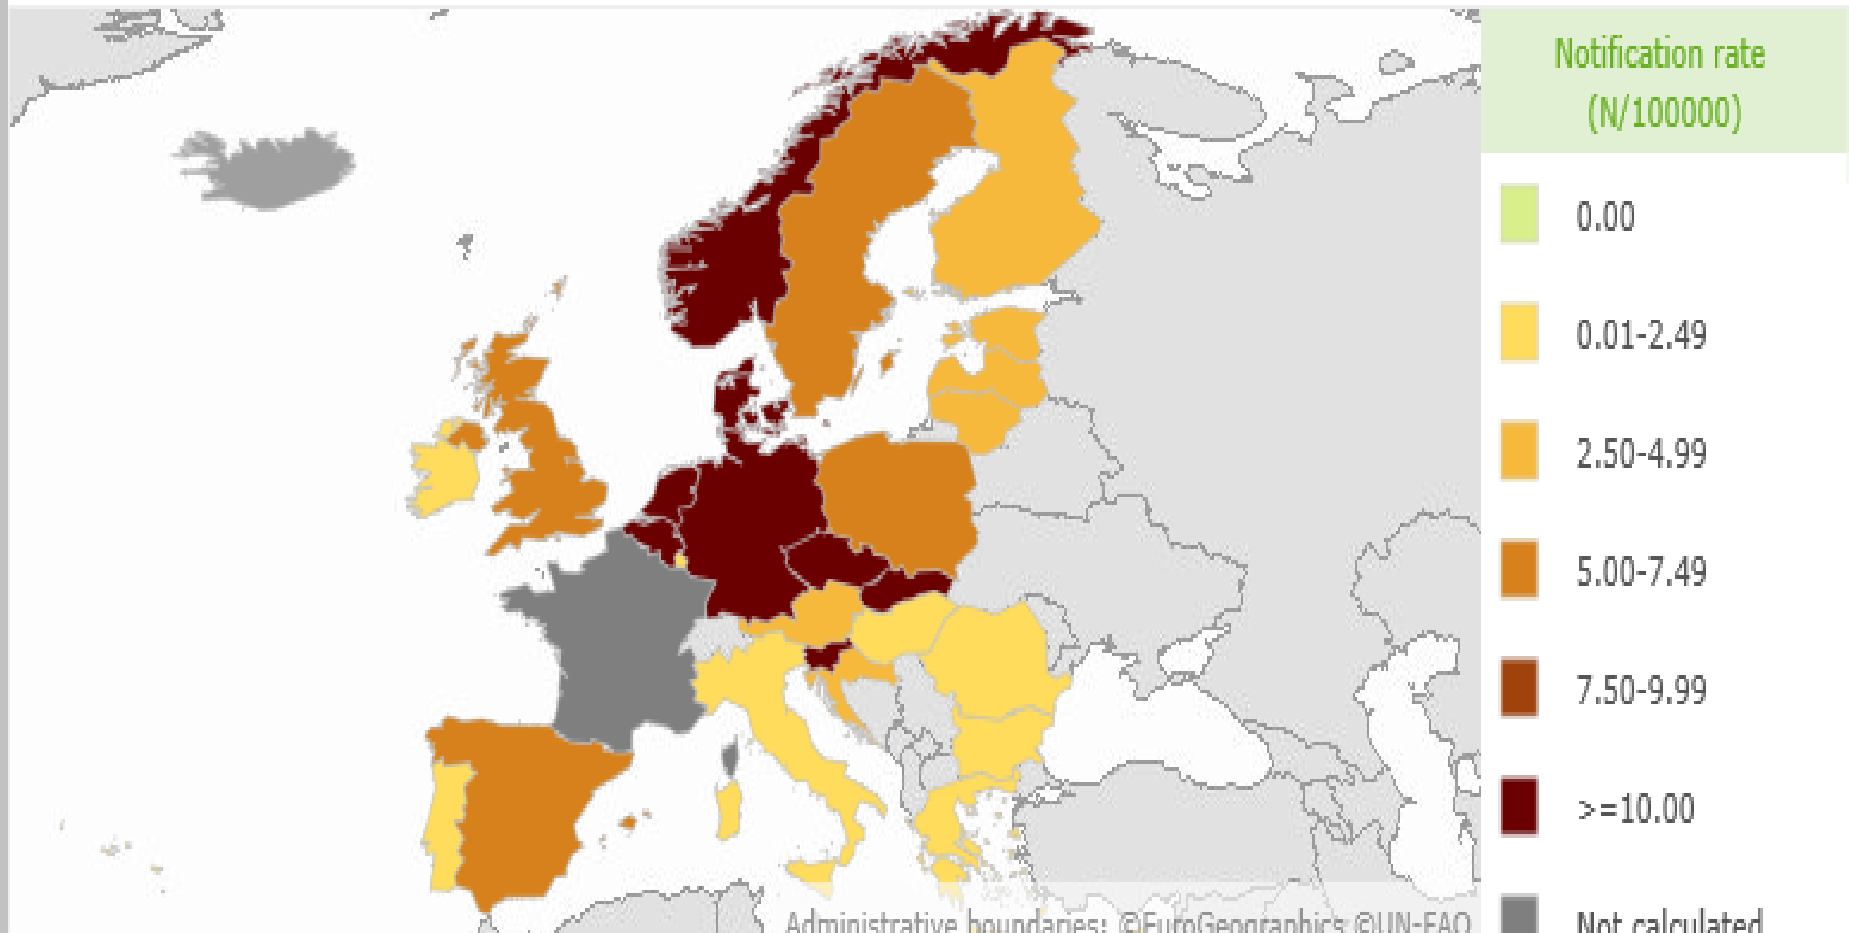 Notification rate
(N/100000)
0.00
0.01-2.49
2.50-4.99
5.00-7.49
7.50-9.99
>=10.00
Not calculated
Administrative boundaries: ©EuroGeographics ©UN-FAO